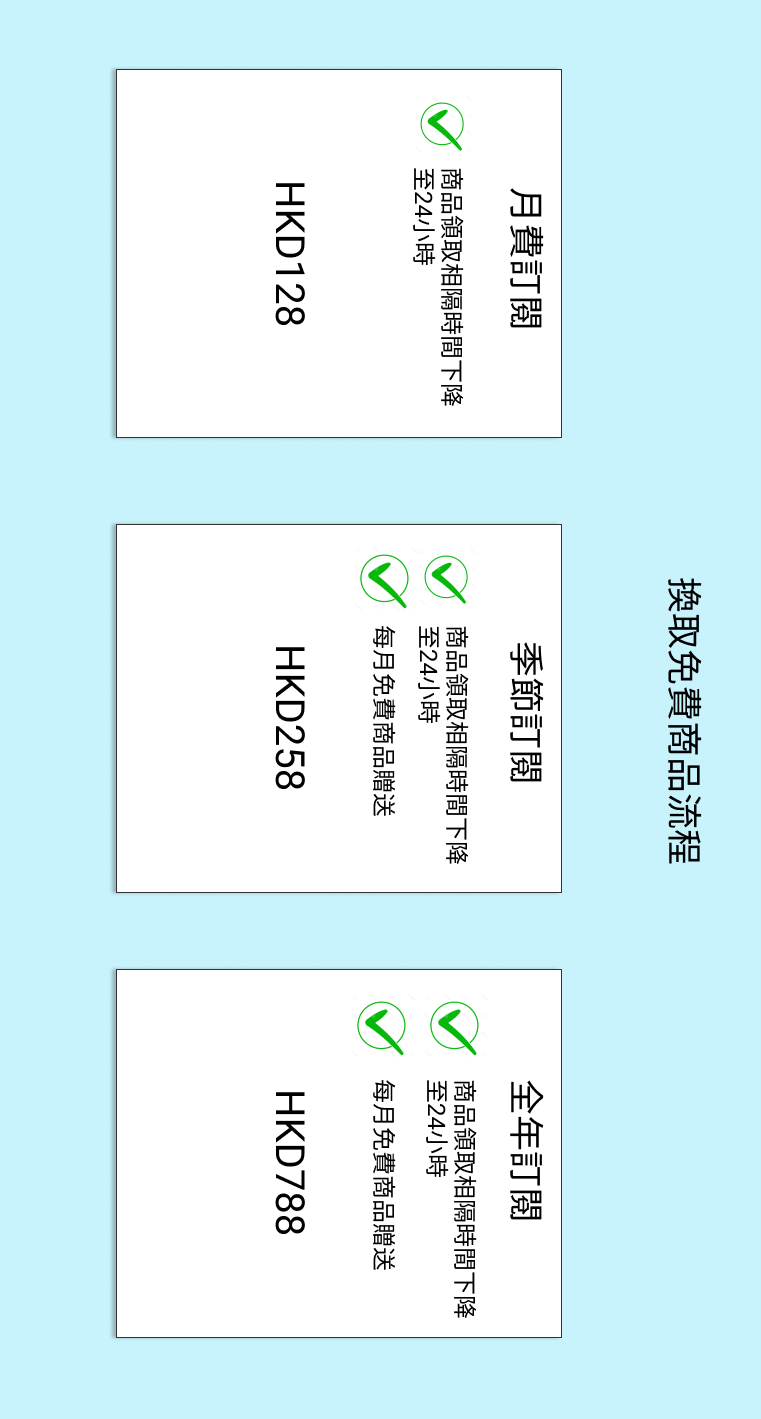 換取免費商品流程
月費訂閱
商品領取相隔時間下降
至24小時
HKD128
季節訂閱
商品領取相隔時間下降
至24小時
每月免費商品贈送
HKD258
全年訂閱
商品領取相隔時間下降
至24小時
每月免費商品贈送
HKD788